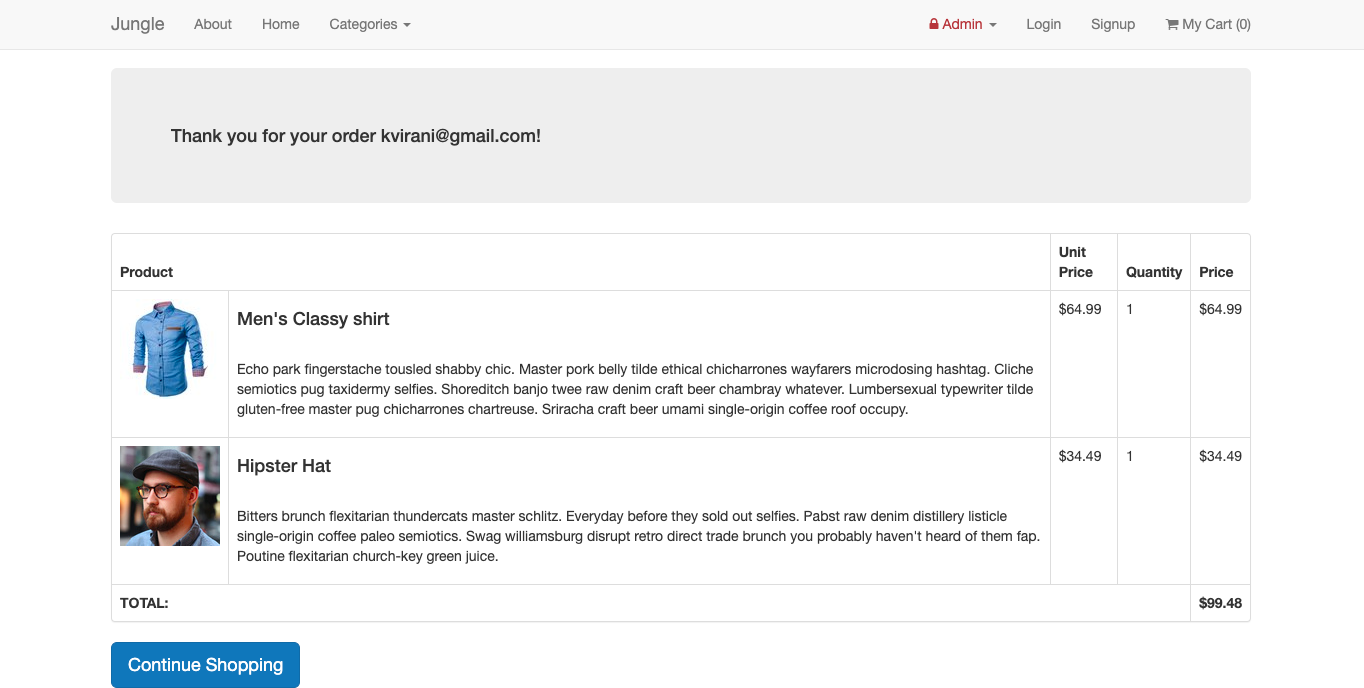 Jungle About Home Categories Admin Login Signup My Cart (0)
Thank you for your order kvirani@gmail.com!
Product Unit Price Quantity Price
Men's Classy shirt $64.99 1 $64.99
Echo park fingerstache tousled shabby chic. Master pork belly tilde ethical chicharrones wayfarers microdosing hashtag. Cliche
semiotics pug taxidermy selfies. Shoreditch banjo twee raw denim craft beer chambray whatever. Lumbersexual typewriter tilde
gluten-free master pug chicharrones chartreuse. Sriracha craft beer umami single-origin coffee roof occupy.
Hipster Hat $34.49 1 $34.49
Bitters brunch flexitarian thundercats master schlitz. Everyday before they sold out selfies. Pabst raw denim distillery listicle
single-origin coffee paleo semiotics. Swag williamsburg disrupt retro direct trade brunch you probably haven't heard of them fap.
Poutine flexitarian church-key green juice.
TOTAL: $99.48
Continue Shopping